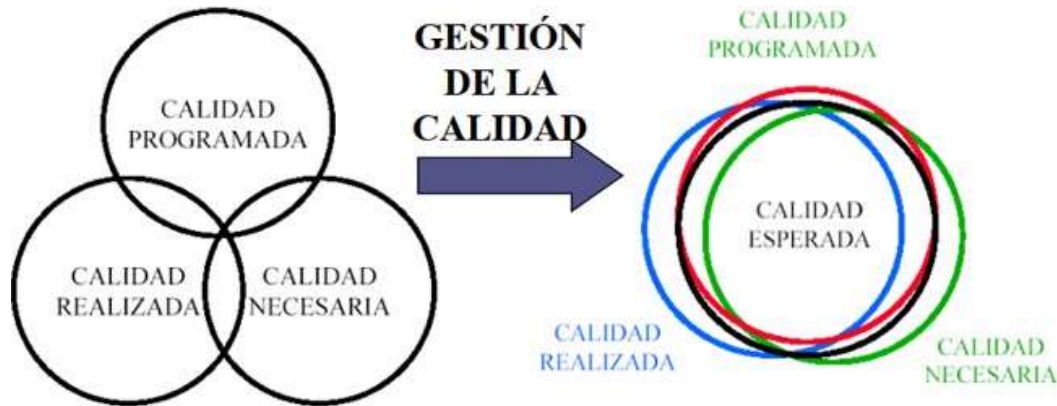 CALIDAD
PROGRAMADA
CALIDAD
REALIZADA
CALIDAD
NECESARIA
GESTIÓN
DE LA
CALIDAD
CALIDAD
PROGRAMADA
CALIDAD
ESPERADA
CALIDAD
REALIZADA
CALIDAD
NECESARIA